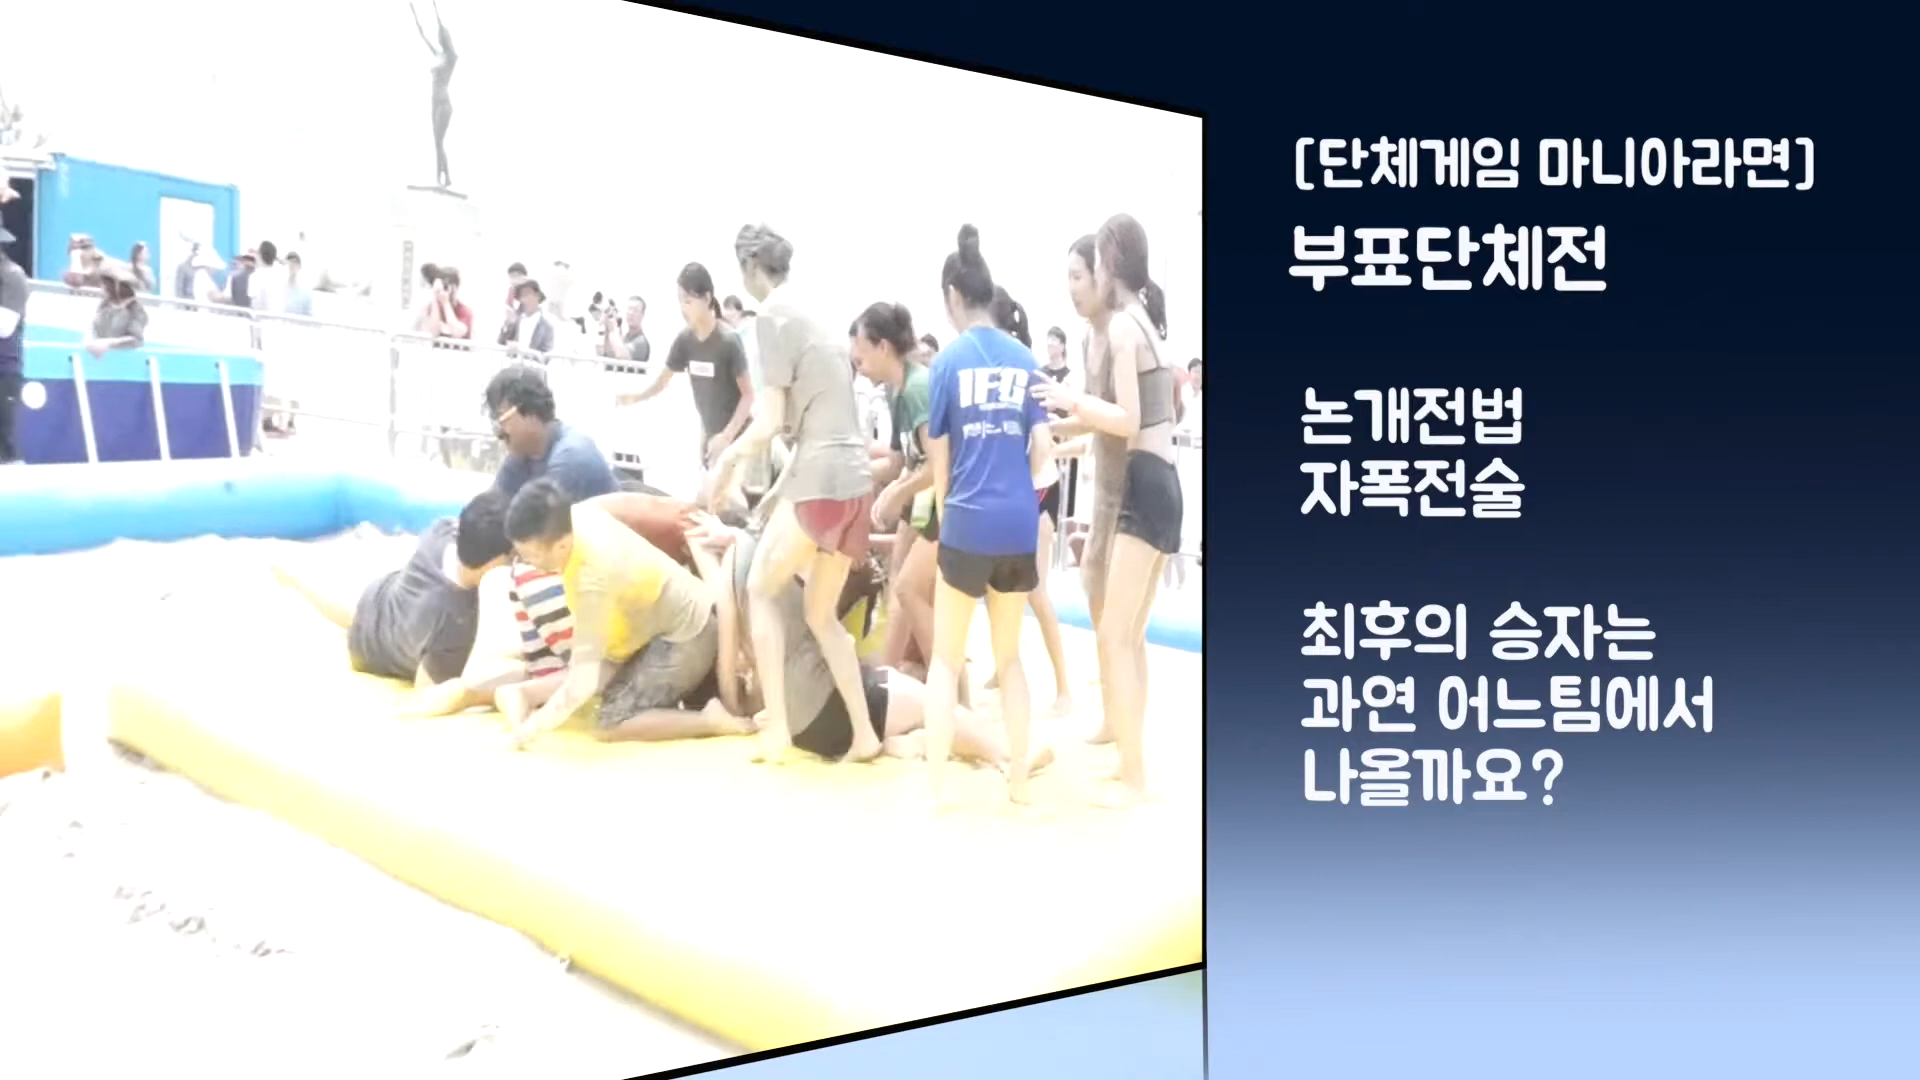 [단체게임 마니아라면]
부표단체전
논개전법
자폭전술
최후의 승자는
과연 어느팀에서
나올까요?
IFC